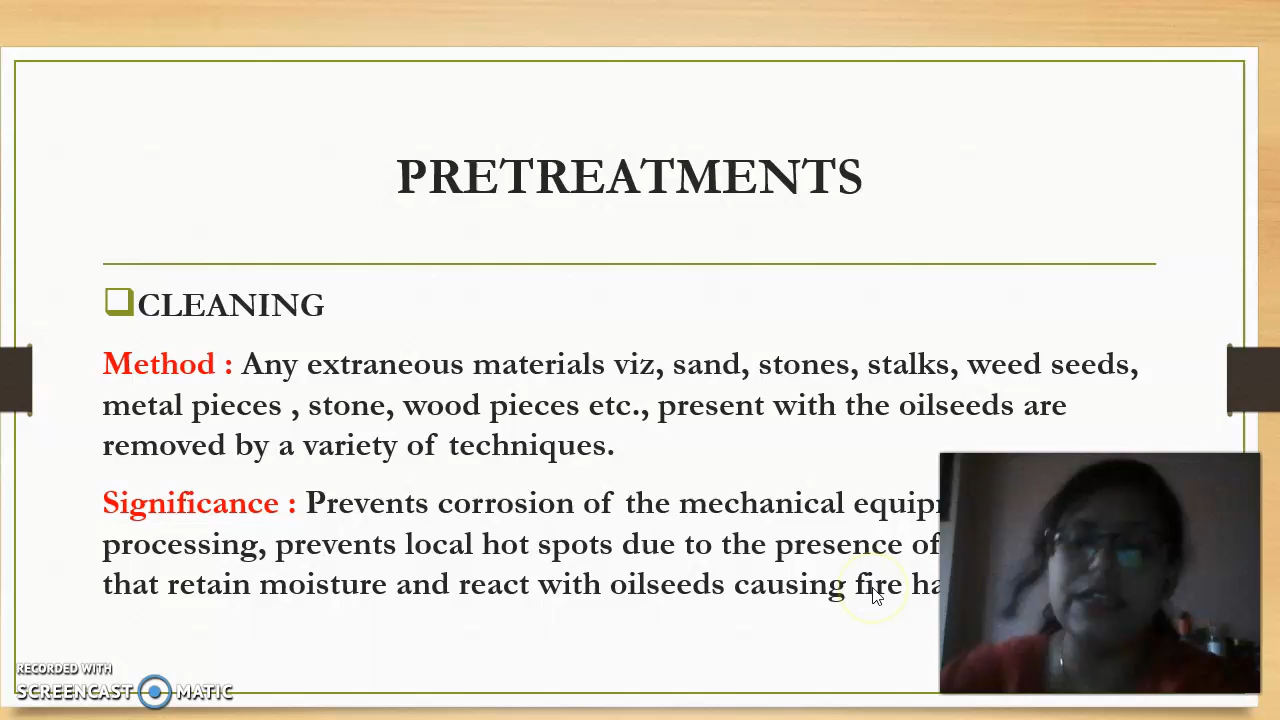 PRETREATMENTS
CLEANING
Method : Any extraneous materials viz, sand, stones, stalks, weed seeds,
metal pieces , stone, wood pieces etc., present with the oilseeds are
removed by a variety of techniques.
Significance : Prevents corrosion of the mechanical
processing, prevents local hot spots due to the presence of
that retain moisture and react with oilseeds causing fire
RECORDED WITH
SCREENCAST MATIC